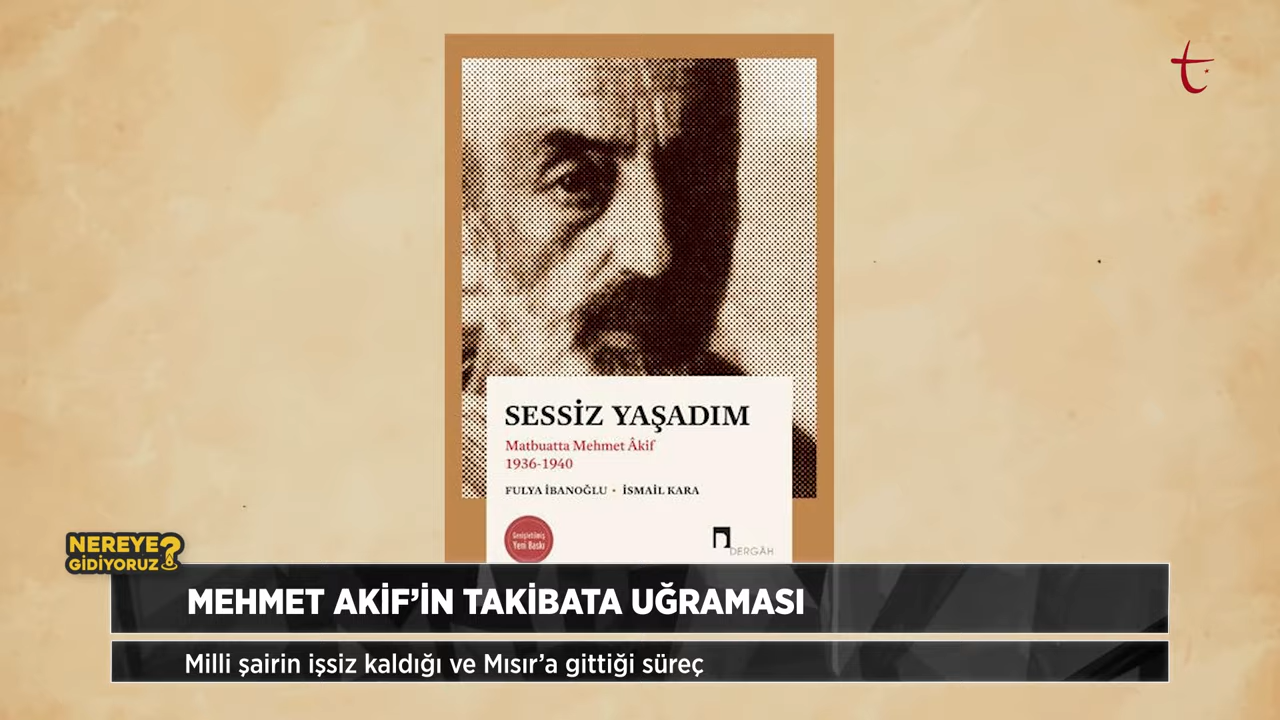 SESSİZ YAŞADIM
Matbuatta Mehmet Âkif
1936-1940
FULYA İBANOĞLU • İSMAİL KARA
Genişletilmiş
Yeni Baskı
DERGÂH
NEREYE
GİDİYORUZ?
MEHMET AKİF’İN TAKİBATA UĞRAMASI
Milli şairin işsiz kaldığı ve Mısır’a gittiği süreç